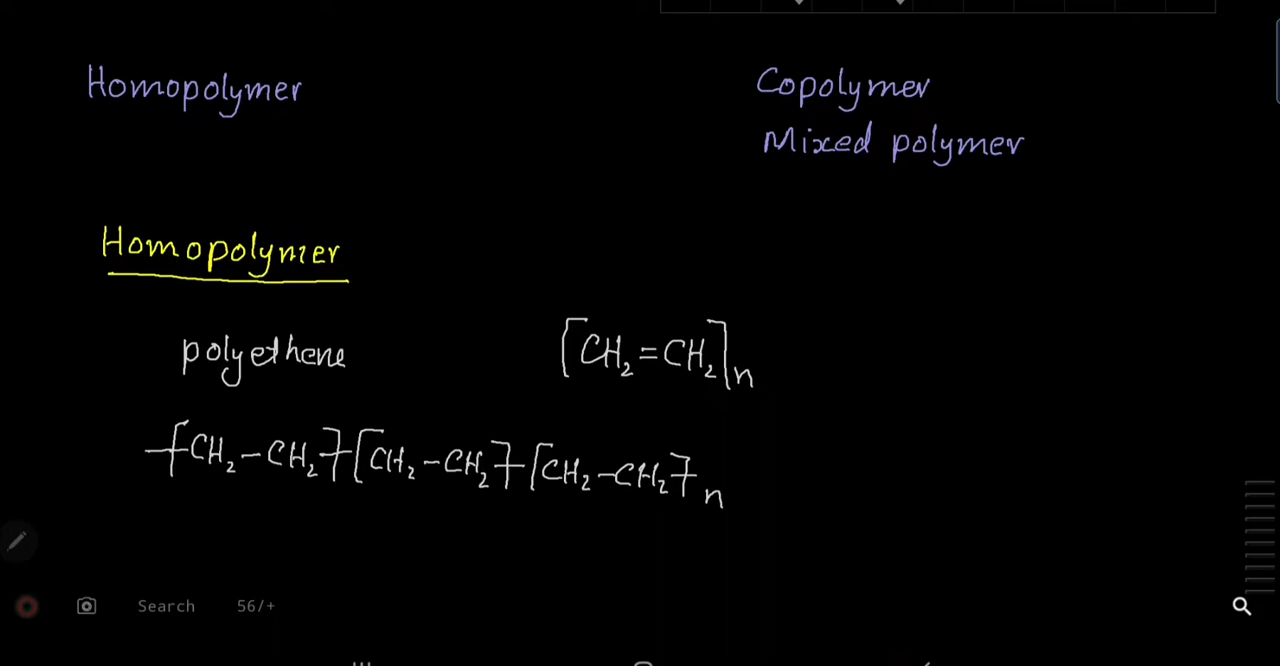 Homopolymer
Copolymer
Mixed polymer
Homopolymer
polyethene
[CH₂=CH₂]n
-[CH₂-CH₂]-[CH₂-CH₂]-[CH₂-CH₂]-n
Search 56/+